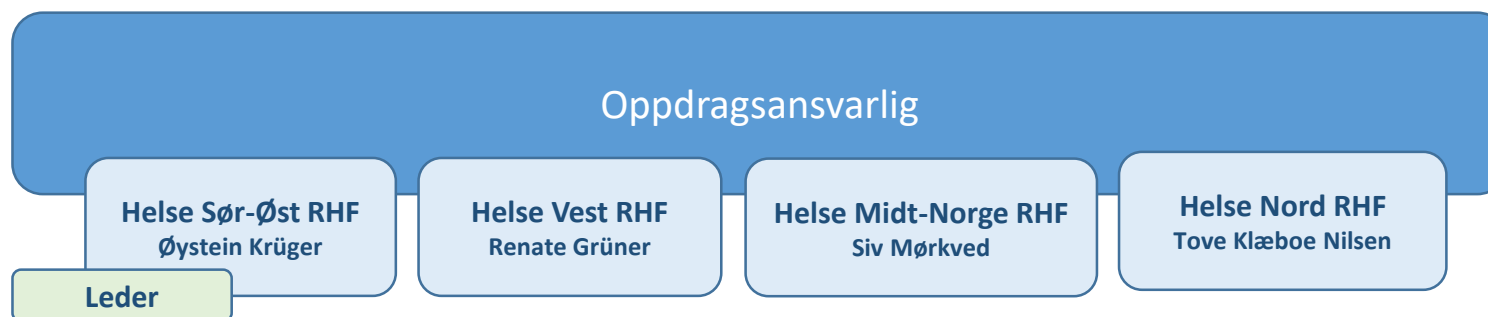 Oppdragsansvarlig
Helse Sør-Øst RHF
Øystein Krüger
Leder
Helse Vest RHF
Renate Grüner
Helse Midt-Norge RHF
Siv Mørkved
Helse Nord RHF
Tove Klæboe Nilsen